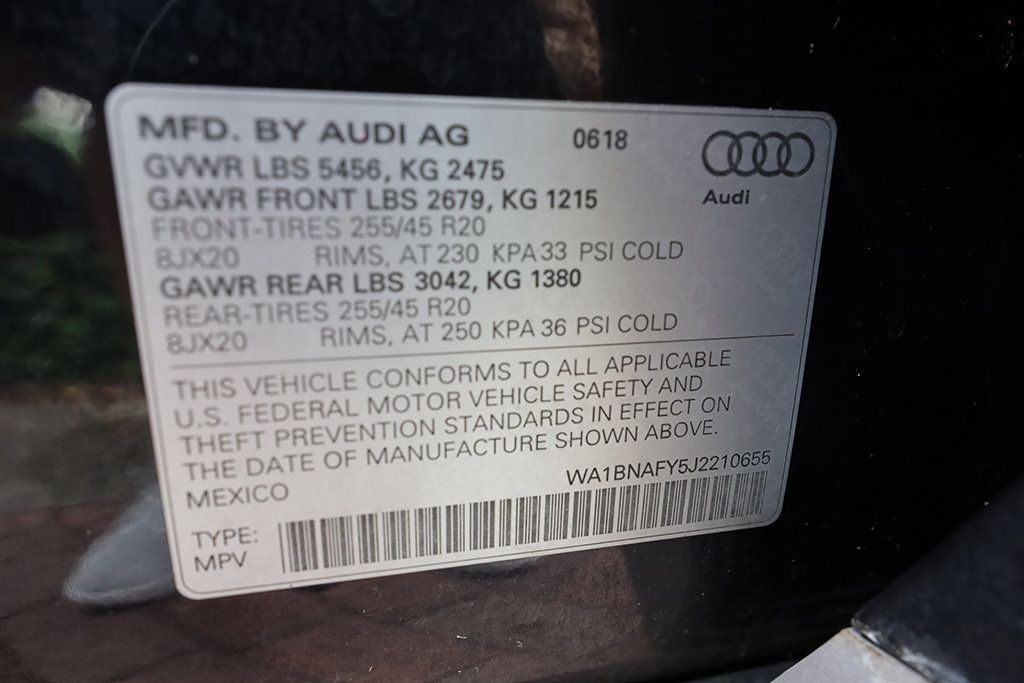 MFD. BY AUDI AG 0618
GVWR LBS 5456, KG 2475
Audi
GAWR FRONT LBS 2679, KG 1215
FRONT-TIRES 255/45 R20
8JX20 RIMS, AT 230 KPA 33 PSI COLD
GAWR REAR LBS 3042, KG 1380
REAR-TIRES 255/45 R20
8JX20 RIMS, AT 250 KPA 36 PSI COLD
THIS VEHICLE CONFORMS TO ALL APPLICABLE
U.S. FEDERAL MOTOR VEHICLE SAFETY AND
THEFT PREVENTION STANDARDS IN EFFECT ON
THE DATE OF MANUFACTURE SHOWN ABOVE.
MEXICO WA1BNAFY5J2210655
TYPE:
MPV